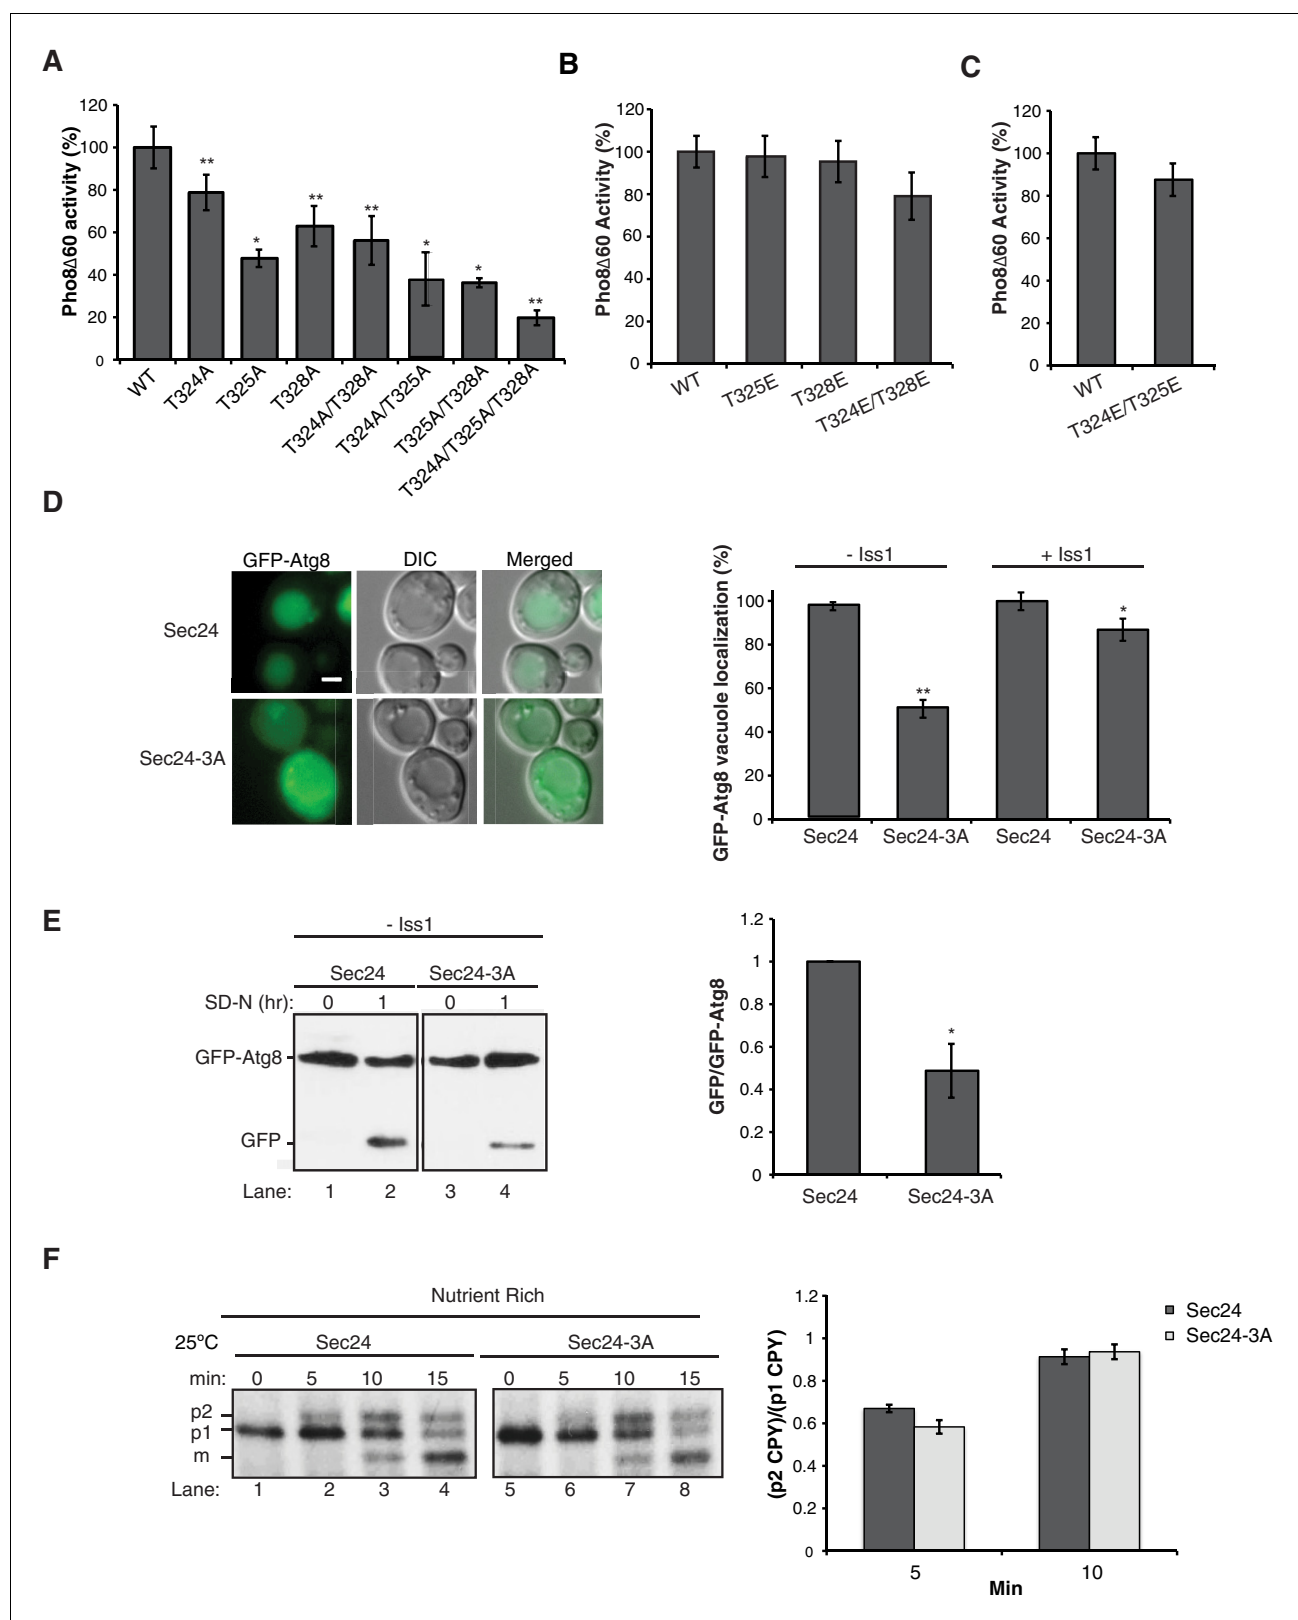 A
Pho8Δ60 activity (%)
120
100
80
60
40
20
0
**
*
**
**
*
*
**
WT
T324A
T325A
T328A
T324A/T328A
T324A/T325A
T325A/T328A
T324A/T325A/T328A
B
Pho8Δ60 Activity (%)
120
100
80
60
40
20
0
WT
T325E
T328E
T324E/T328E
C
Pho8Δ60 Activity (%)
120
100
80
60
40
20
0
WT
T324E/T325E
D
GFP-Atg8 DIC Merged
Sec24
Sec24-3A
GFP-Atg8 vacuole localization (%)
- Iss1 + Iss1
100
80
60
40
20
0
**
*
Sec24 Sec24-3A Sec24 Sec24-3A
E
- Iss1
Sec24 Sec24-3A
SD-N (hr): 0 1 0 1
GFP-Atg8
GFP
Lane: 1 2 3 4
GFP/GFP-Atg8
1.2
1
0.8
0.6
0.4
0.2
0
*
Sec24 Sec24-3A
F
Nutrient Rich
25ºC Sec24 Sec24-3A
min: 0 5 10 15 0 5 10 15
p2
p1
m
Lane: 1 2 3 4 5 6 7 8
(p2 CPY)/(p1 CPY)
1.2
1
0.8
0.6
0.4
0.2
0
Sec24
Sec24-3A
5 10
Min